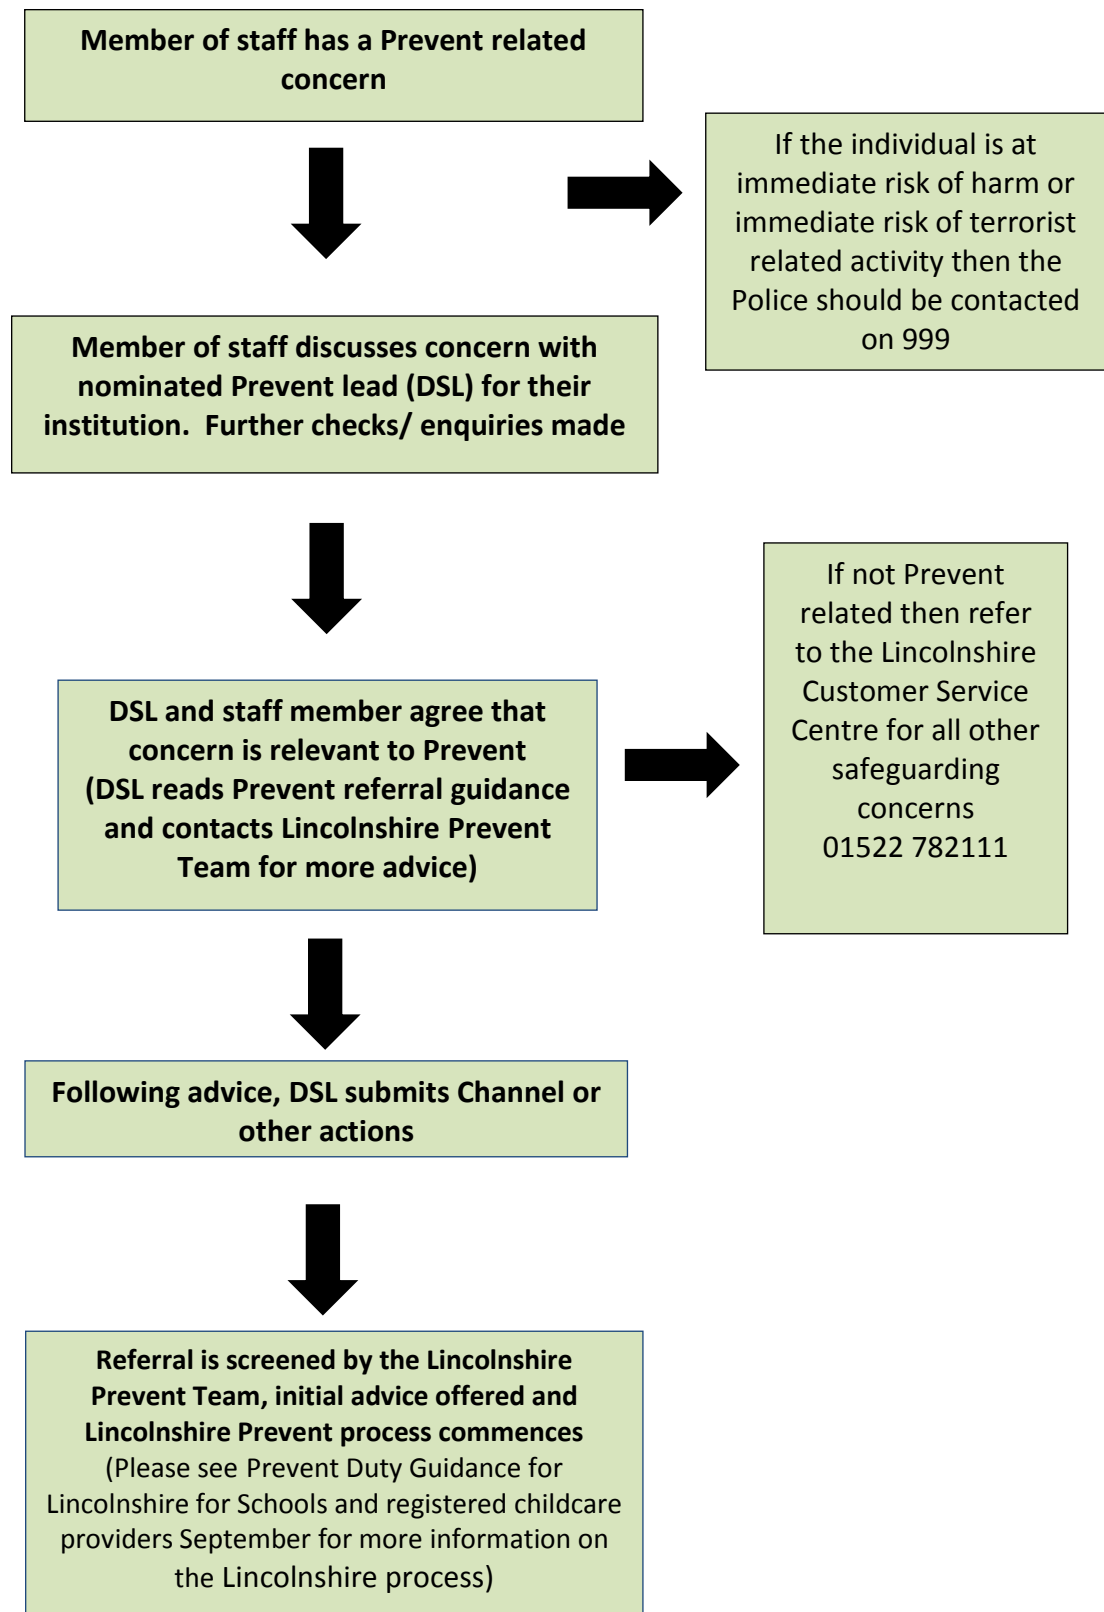 Member of staff has a Prevent related
concern
If the individual is at
immediate risk of harm or
immediate risk of terrorist
related activity then the
Police should be contacted
on 999
Member of staff discusses concern with
nominated Prevent lead (DSL) for their
institution.  Further checks/ enquiries made
If not Prevent
related then refer
to the Lincolnshire
Customer Service
Centre for all other
safeguarding
concerns
01522 782111
DSL and staff member agree that
concern is relevant to Prevent
(DSL reads Prevent referral guidance
and contacts Lincolnshire Prevent
Team for more advice)
Following advice, DSL submits Channel or
other actions
Referral is screened by the Lincolnshire
Prevent Team, initial advice offered and
Lincolnshire Prevent process commences
(Please see Prevent Duty Guidance for
Lincolnshire for Schools and registered childcare
providers September for more information on
the Lincolnshire process)